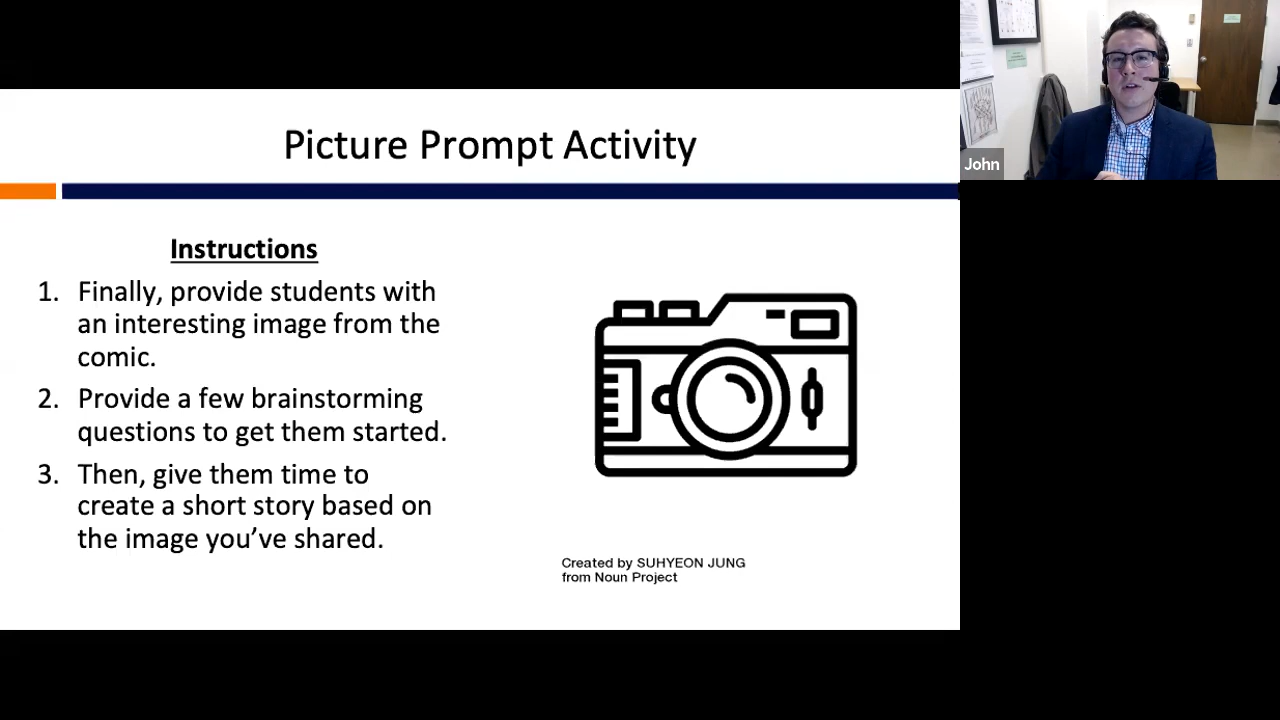 Picture Prompt Activity
Instructions
1. Finally, provide students with
an interesting image from the
comic.
2. Provide a few brainstorming
questions to get them started.
3. Then, give them time to
create a short story based on
the image you’ve shared.
Created by SUHYEON JUNG
from Noun Project
John